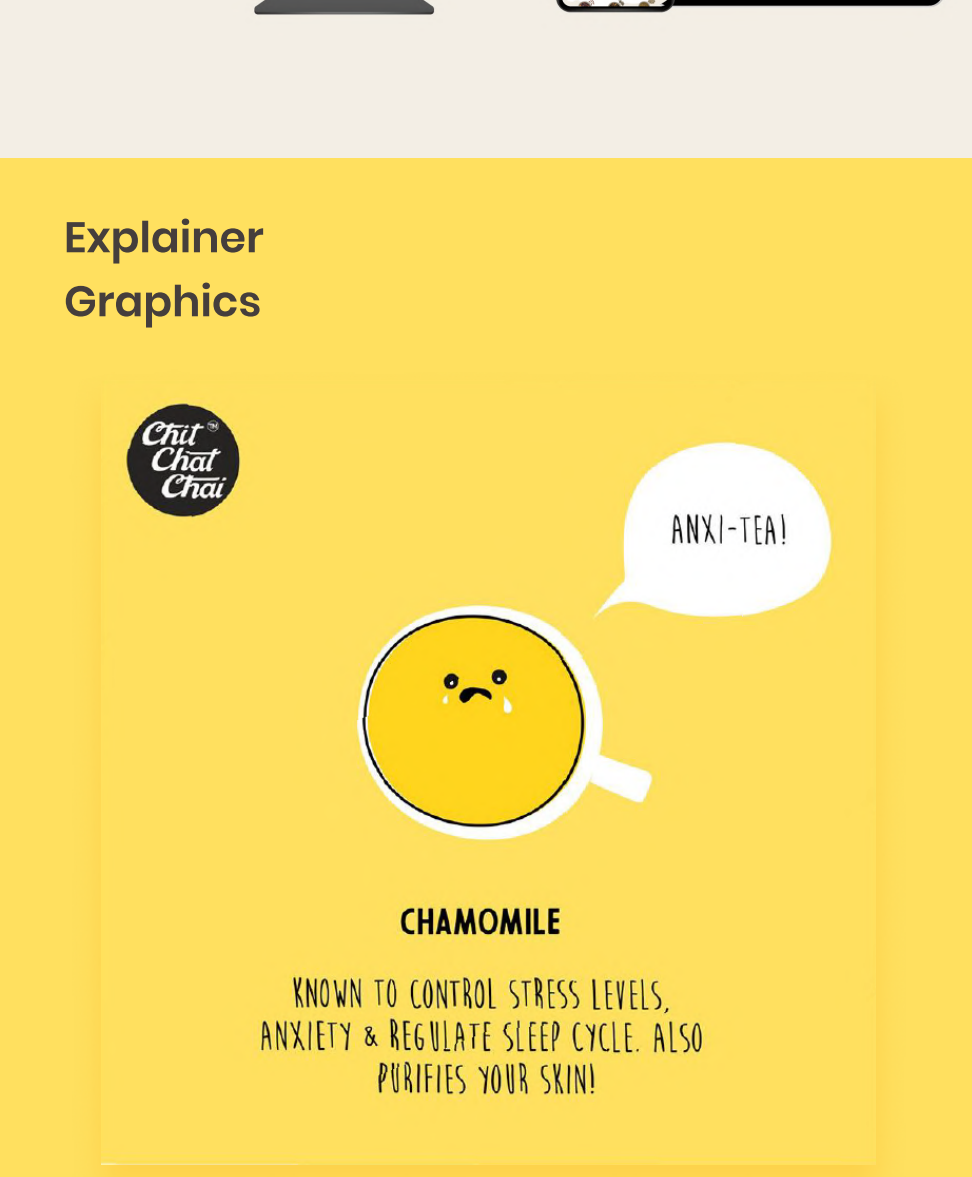 Explainer
Graphics
Chit ™
Chat
Chai
ANXI-TEA!
CHAMOMILE
KNOWN TO CONTROL STRESS LEVELS,
ANXIETY & REGULATE SLEEP CYCLE. ALSO
PURIFIES YOUR SKIN!